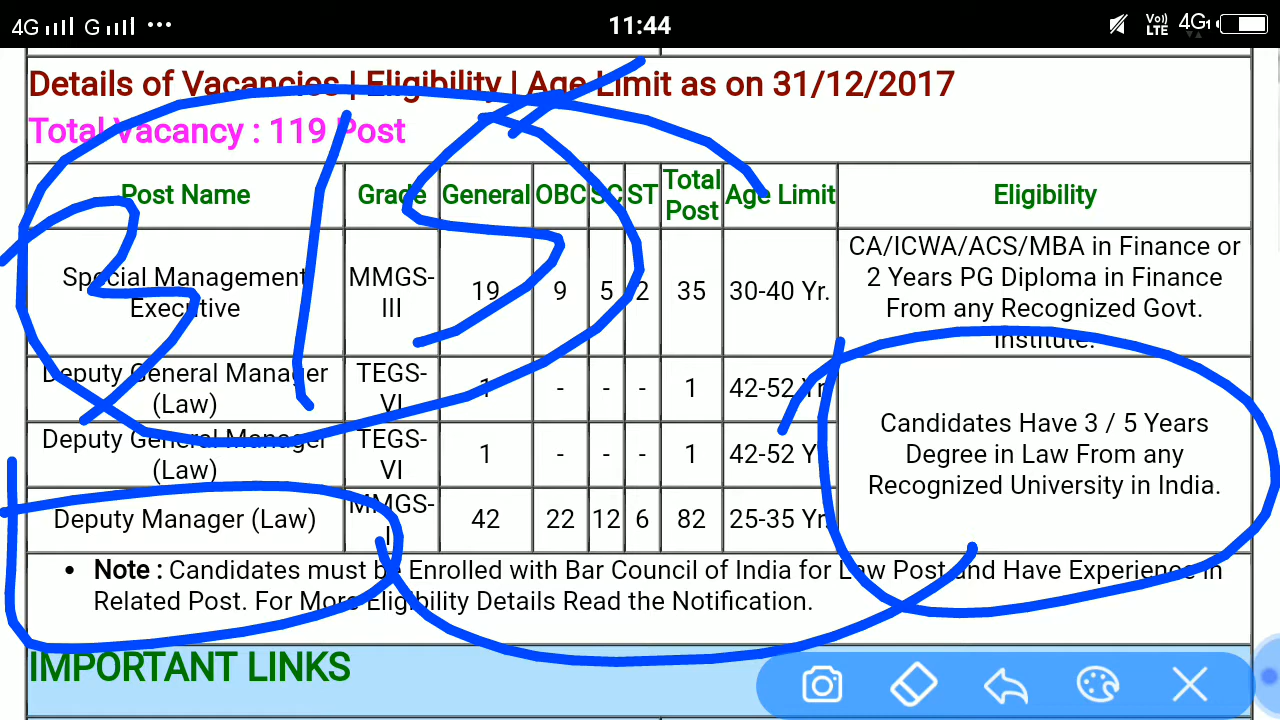 4G G ••• 11:44 Vo)) LTE 4G
Details of Vacancies | Eligibility | Age Limit as on 31/12/2017
Total Vacancy : 119 Post
Post Name Grade General OBC SC ST Total Post Age Limit Eligibility
Special Management Executive MMGS-III 19 9 5 2 35 30-40 Yr. CA/ICWA/ACS/MBA in Finance or
2 Years PG Diploma in Finance
From any Recognized Govt.
Institute.
Deputy General Manager (Law) TEGS-VI 1 - - - 1 42-52 Yr.
Deputy General Manager (Law) TEGS-VI 1 - - - 1 42-52 Y
Candidates Have 3 / 5 Years
Degree in Law From any
Recognized University in India.
Deputy Manager (Law) MMGS- 42 22 12 6 82 25-35 Yr.
• Note : Candidates must be Enrolled with Bar Council of India for Law Post and Have Experience in
Related Post. For More Eligibility Details Read the Notification.
IMPORTANT LINKS
3/5